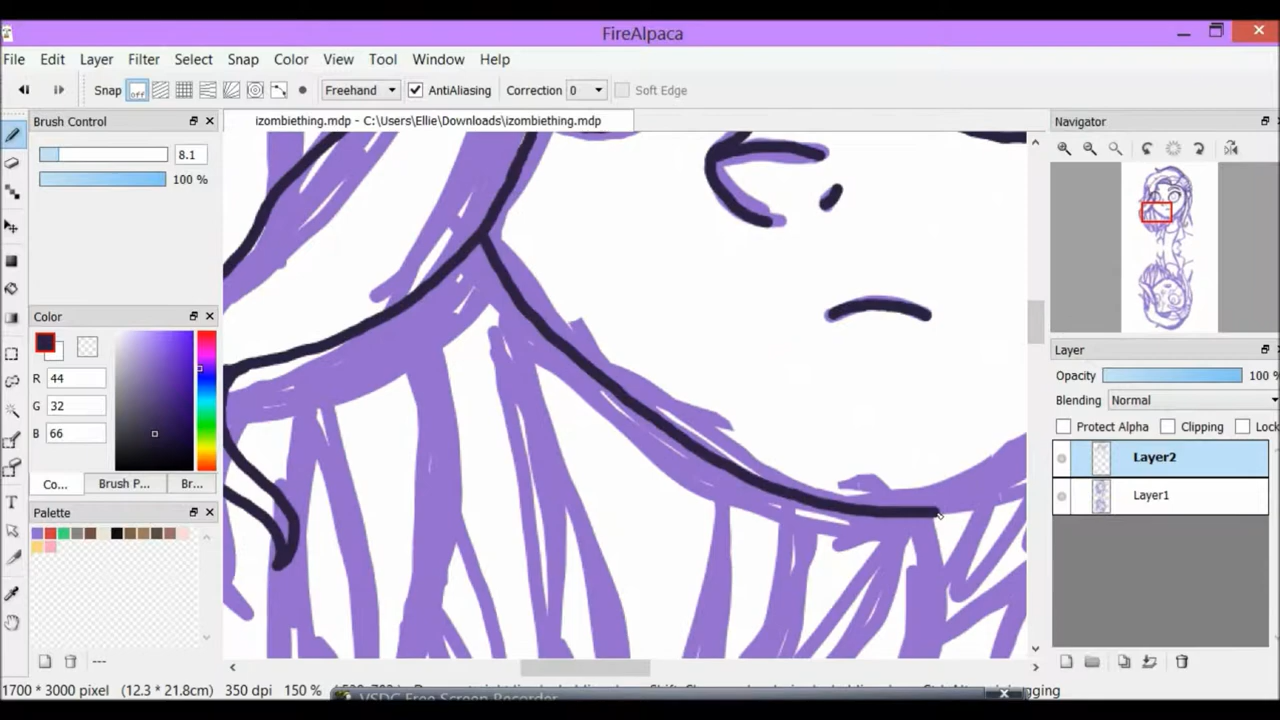 FireAlpaca
File Edit Layer Filter Select Snap Color View Tool Window Help
Snap off Freehand AntiAliasing Correction 0 Soft Edge
Brush Control
izombiething.mdp - C:\Users\Ellie\Downloads\izombiething.mdp
Navigator
8.1
100 %
Color
R 44
G 32
B 66
Co... Brush P... Br...
Palette
Layer
Opacity 100 %
Blending Normal
Protect Alpha Clipping Lock
Layer2
Layer1
---
1700 * 3000 pixel (12.3 * 21.8cm) 350 dpi 150 %
VSDC Free Screen Recorder